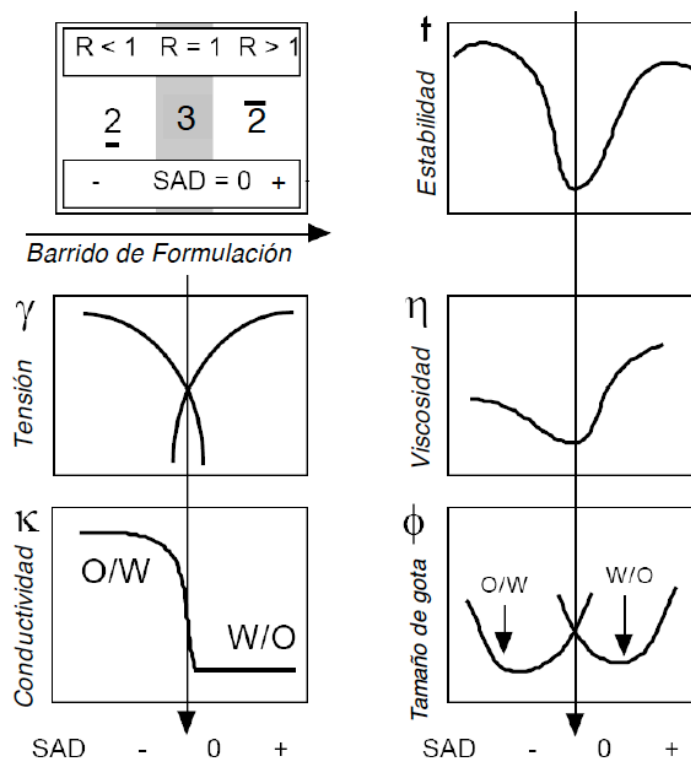 R < 1 R = 1 R > 1
2 3 2
- SAD = 0 +
Barrido de Formulación
t
Estabilidad
γ
Tensión
η
Viscosidad
κ
Conductividad
O/W
W/O
ϕ
Tamaño de gota
O/W
W/O
SAD - 0 +
SAD - 0 +